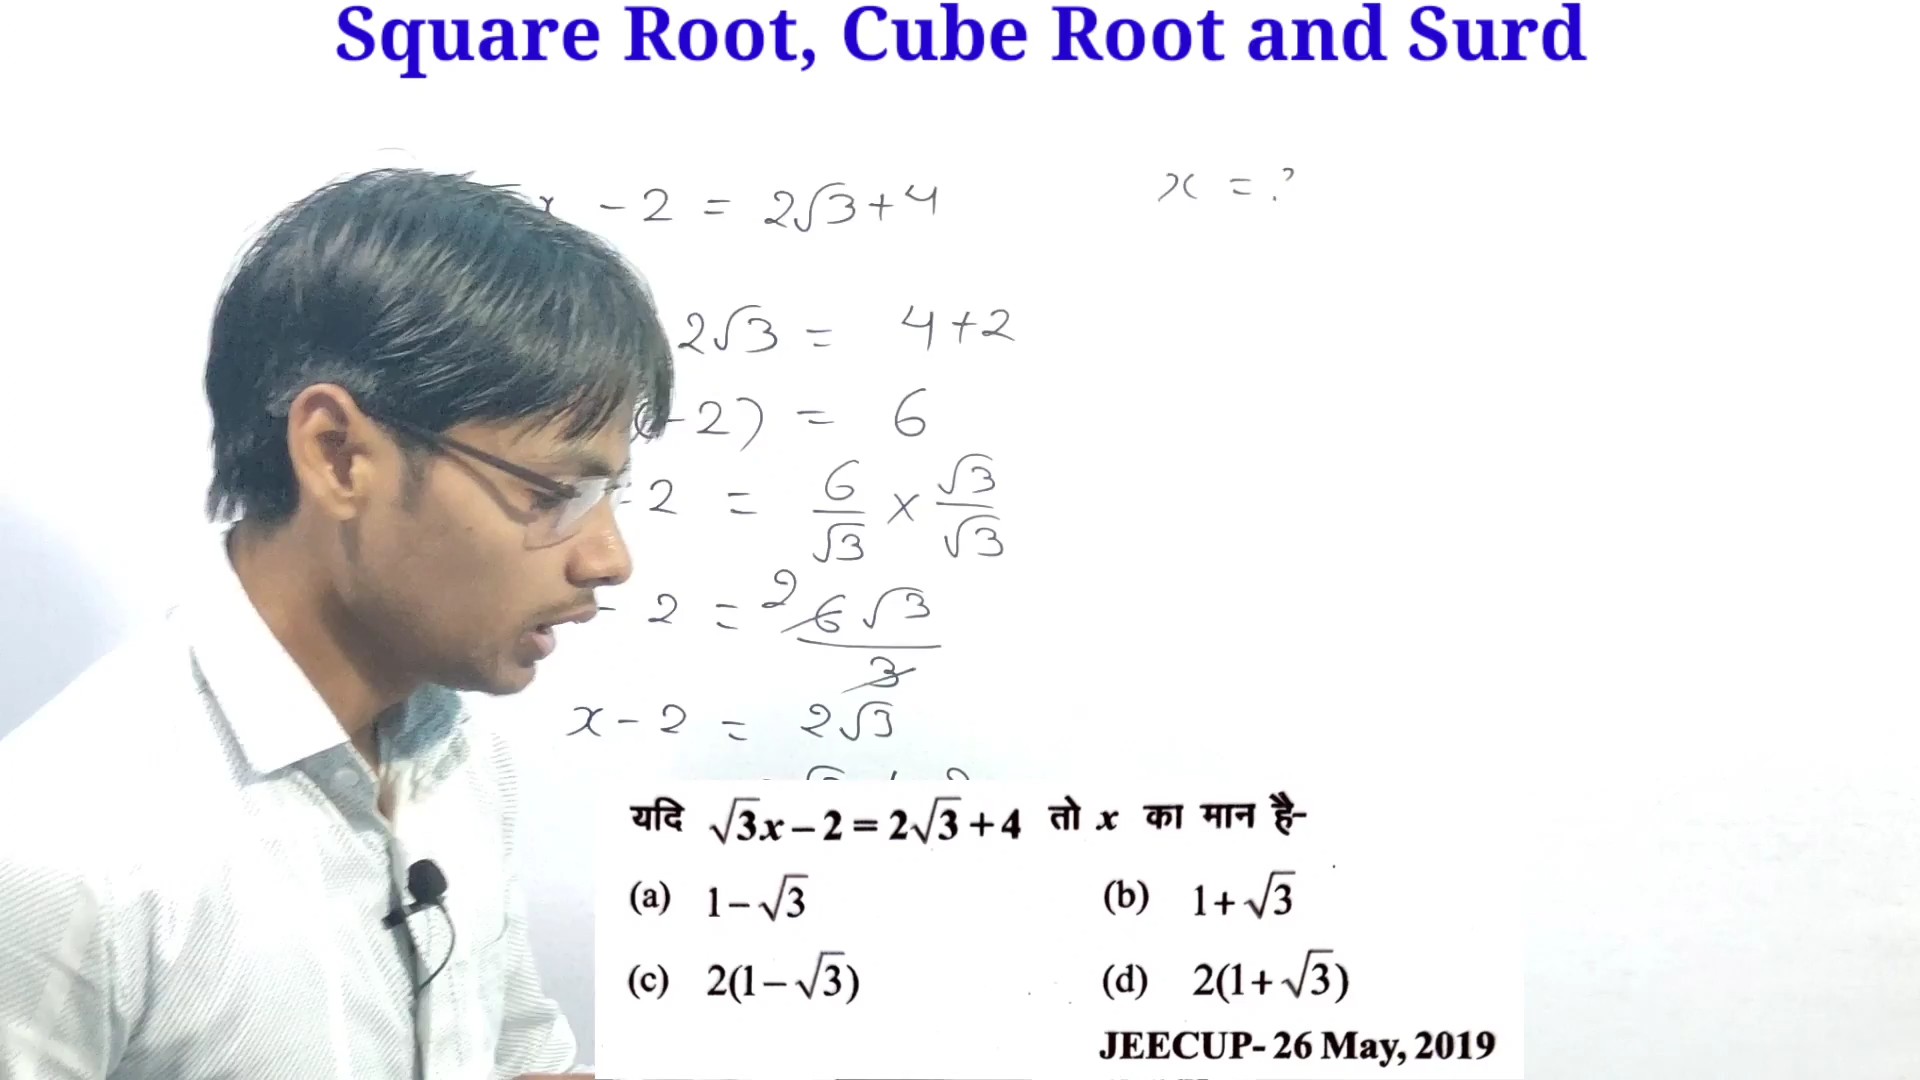 Square Root, Cube Root and Surd
x - 2 = 2√3+4
x = ?
2√3 = 4+2
-2) = 6
2 = 6/√3 × √3/√3
- 2 = 2 6√3/3
x - 2 = 2√3
यदि √3x – 2 = 2√3 + 4 तो x का मान है-
(a) 1 – √3 (b) 1 + √3
(c) 2(1 – √3) (d) 2(1 + √3)
JEECUP- 26 May, 2019